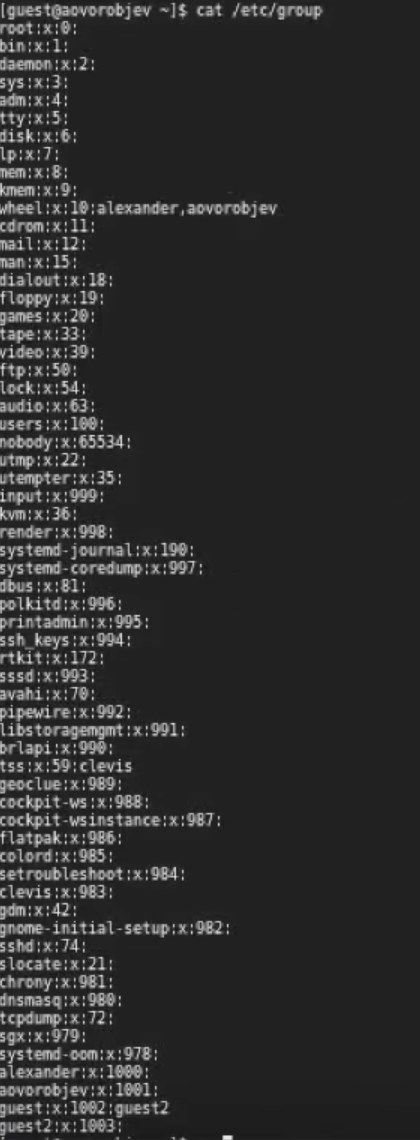 [guest@aovorobjev ~]$ cat /etc/group
root:x:0:
bin:x:1:
daemon:x:2:
sys:x:3:
adm:x:4:
tty:x:5:
disk:x:6:
lp:x:7:
mem:x:8:
kmem:x:9:
wheel:x:10:alexander,aovorobjev
cdrom:x:11:
mail:x:12:
man:x:15:
dialout:x:18:
floppy:x:19:
games:x:20:
tape:x:33:
video:x:39:
ftp:x:50:
lock:x:54:
audio:x:63:
users:x:100:
nobody:x:65534:
utmp:x:22:
utempter:x:35:
input:x:999:
kvm:x:36:
render:x:998:
systemd-journal:x:190:
systemd-coredump:x:997:
dbus:x:81:
polkitd:x:996:
printadmin:x:995:
ssh_keys:x:994:
rtkit:x:172:
sssd:x:993:
avahi:x:70:
pipewire:x:992:
libstoragemgmt:x:991:
brlapi:x:990:
tss:x:59:clevis
geoclue:x:989:
cockpit-ws:x:988:
cockpit-wsinstance:x:987:
flatpak:x:986:
colord:x:985:
setroubleshoot:x:984:
clevis:x:983:
gdm:x:42:
gnome-initial-setup:x:982:
sshd:x:74:
slocate:x:21:
chrony:x:981:
dnsmasq:x:980:
tcpdump:x:72:
sgx:x:979:
systemd-oom:x:978:
alexander:x:1000:
aovorobjev:x:1001:
guest:x:1002:guest2
guest2:x:1003: